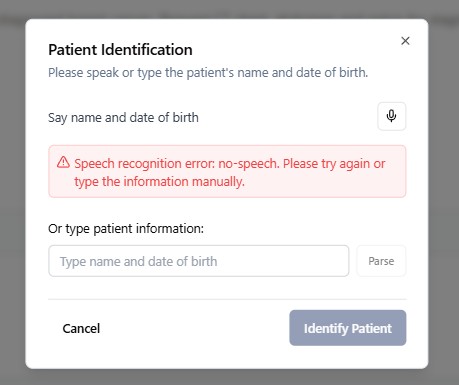 Patient Identification
Please speak or type the patient's name and date of birth.
Say name and date of birth
Speech recognition error: no-speech. Please try again or
type the information manually.
Or type patient information:
Type name and date of birth
Parse
Cancel
Identify Patient